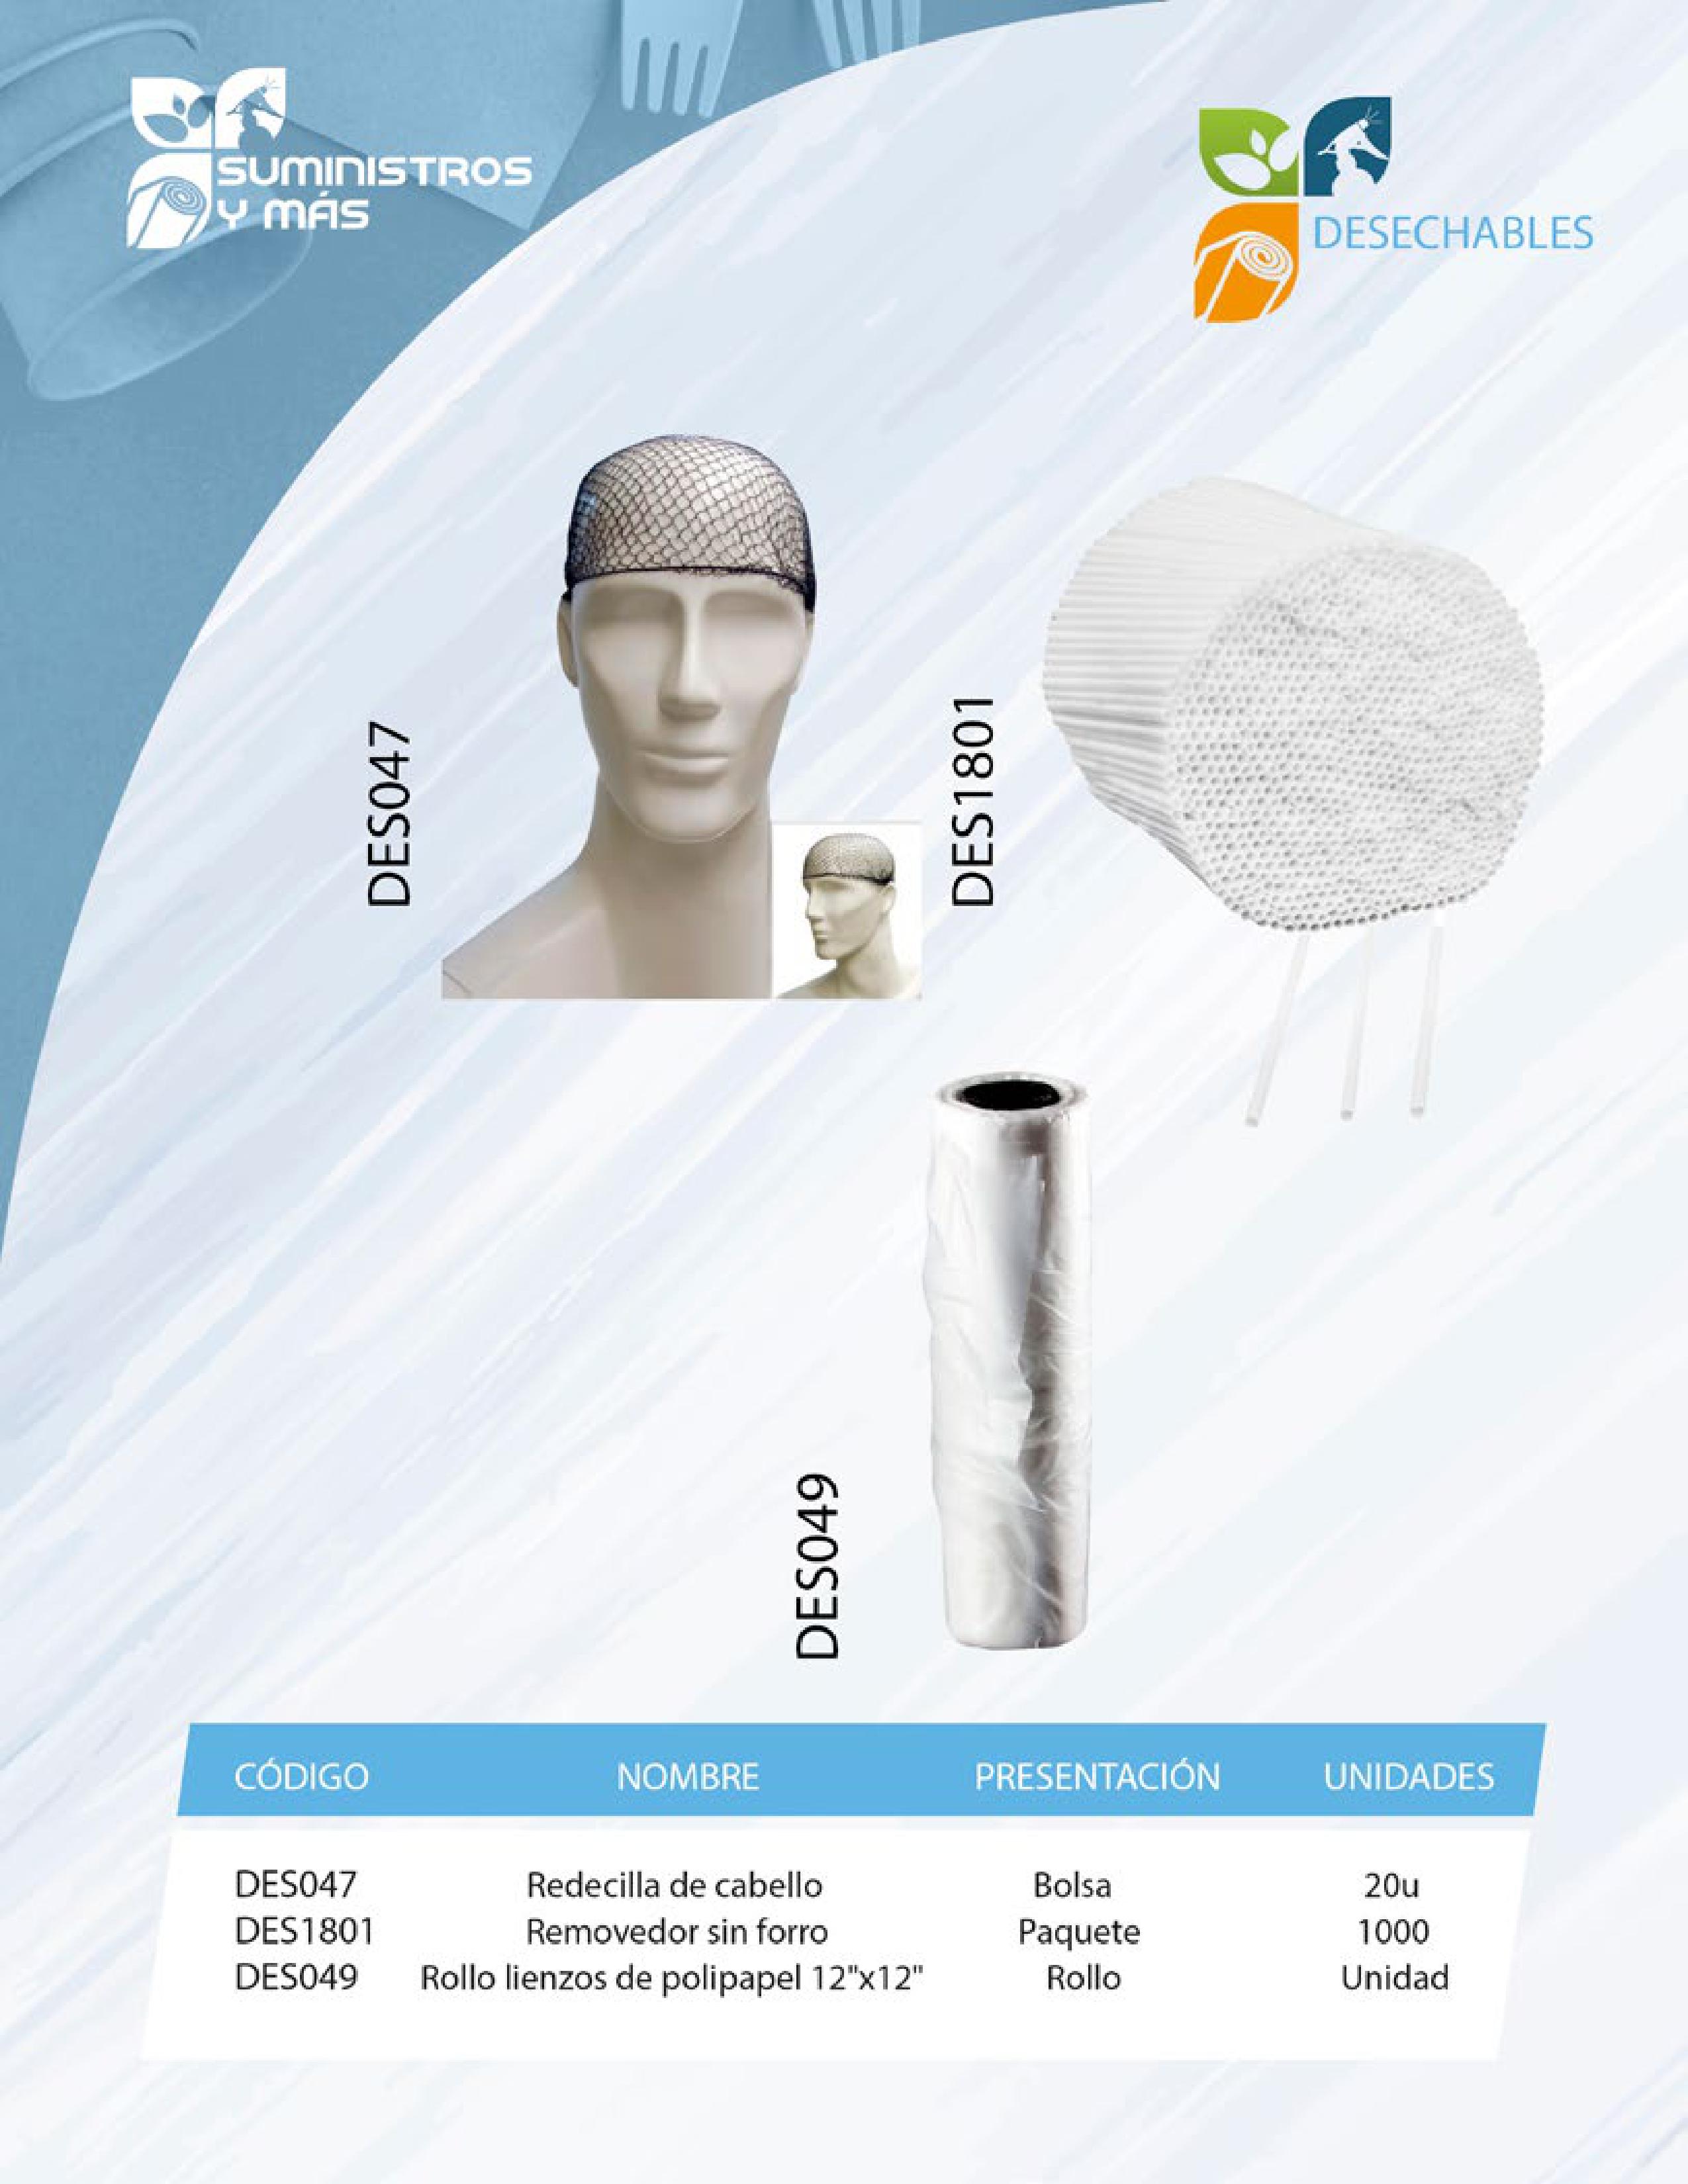 SUMINISTROS
Y MÁS
DESECHABLES
DES047
DES1801
DES049
CÓDIGO NOMBRE PRESENTACIÓN UNIDADES
DES047 Redecilla de cabello Bolsa 20u
DES1801 Removedor sin forro Paquete 1000
DES049 Rollo lienzos de polipapel 12"x12" Rollo Unidad